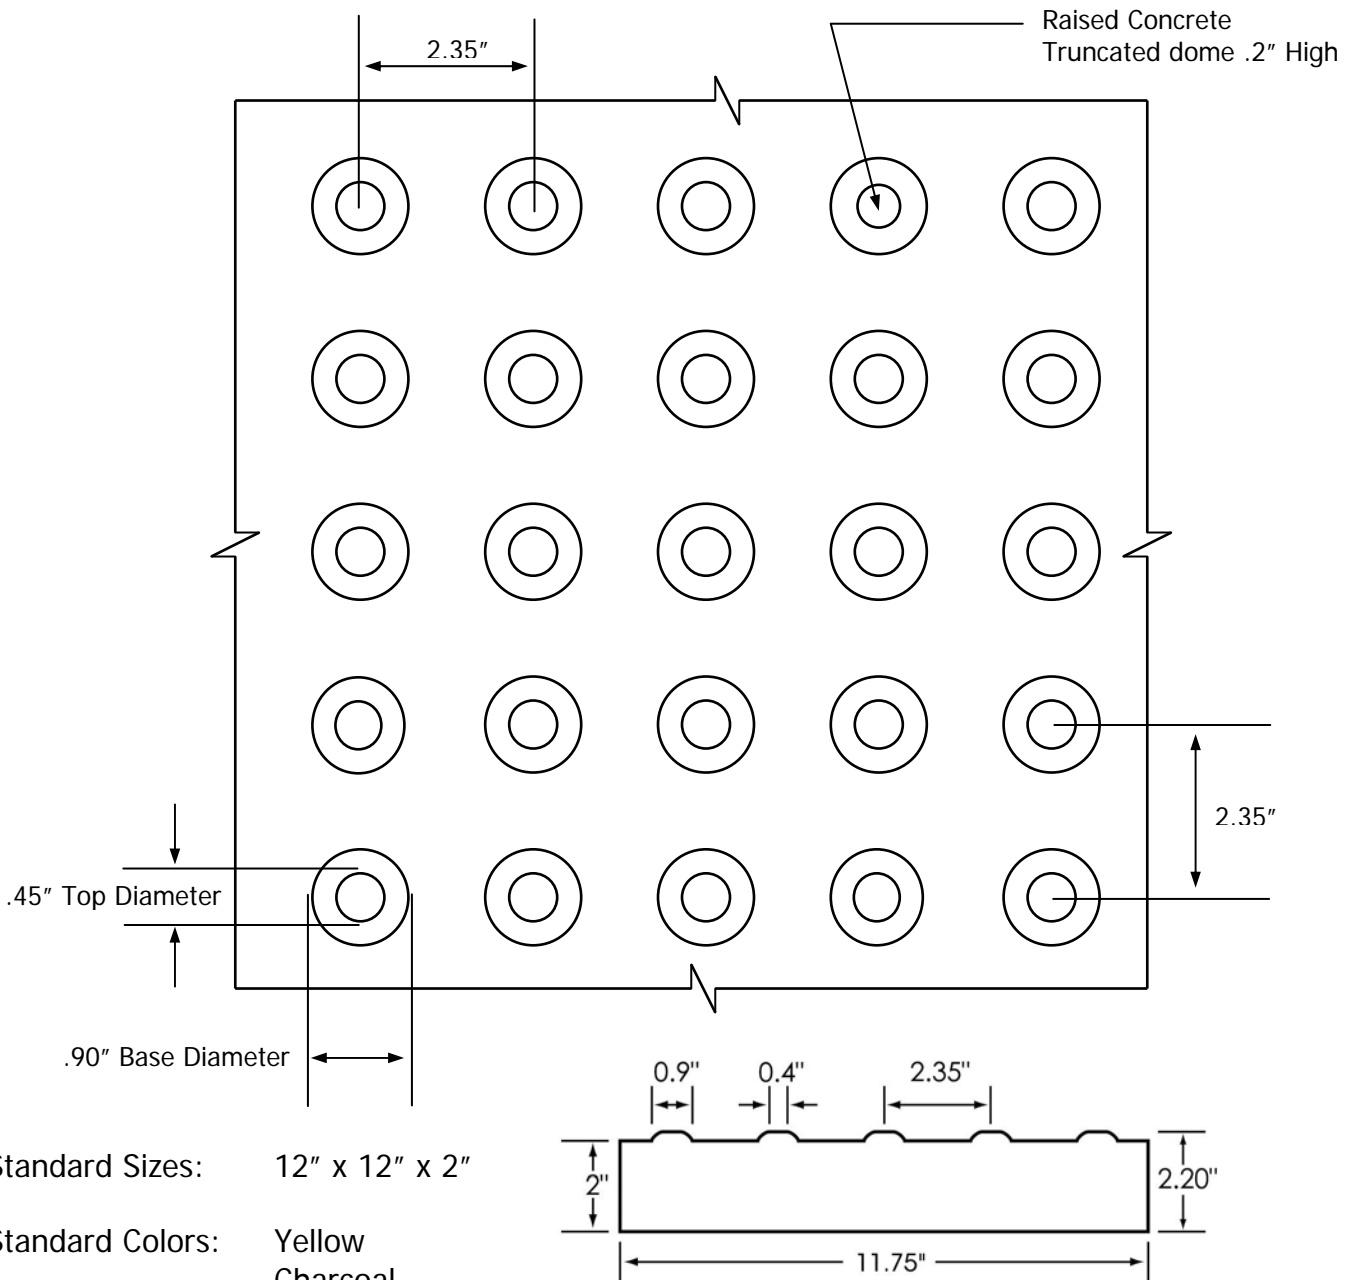 Raised Concrete
Truncated dome .2″ High
2.35″
2.35″
.45″ Top Diameter
.90″ Base Diameter
0.9" 0.4" 2.35"
2" 2.20"
11.75"
Standard Sizes: 12″ x 12″ x 2″
Standard Colors: Yellow
Charcoal